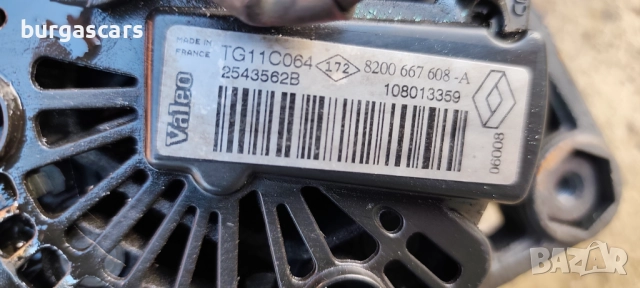 burgascars
MADE IN
FRANCE
Valeo
TG11C064 172 8200 667 608-A
2543562B
108013359
06008
BAZAR